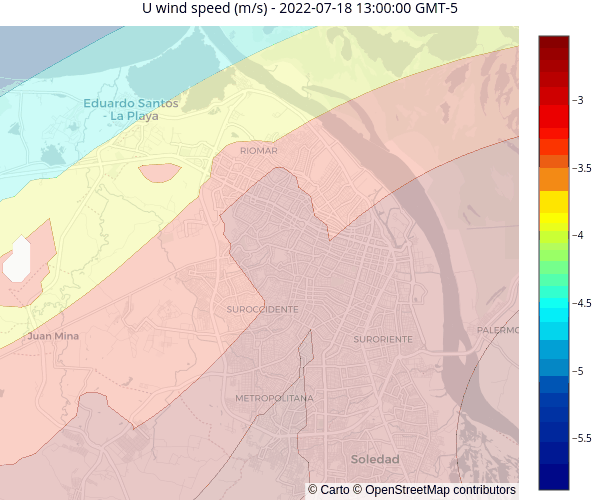 U wind speed (m/s) - 2022-07-18 13:00:00 GMT-5
Eduardo Santos
- La Playa
RIOMAR
SUROCCIDENTE
Juan Mina
SURORIENTE
PALERMO
METROPOLITANA
Soledad
© Carto © OpenStreetMap contributors
−3
−3.5
−4
−4.5
−5
−5.5